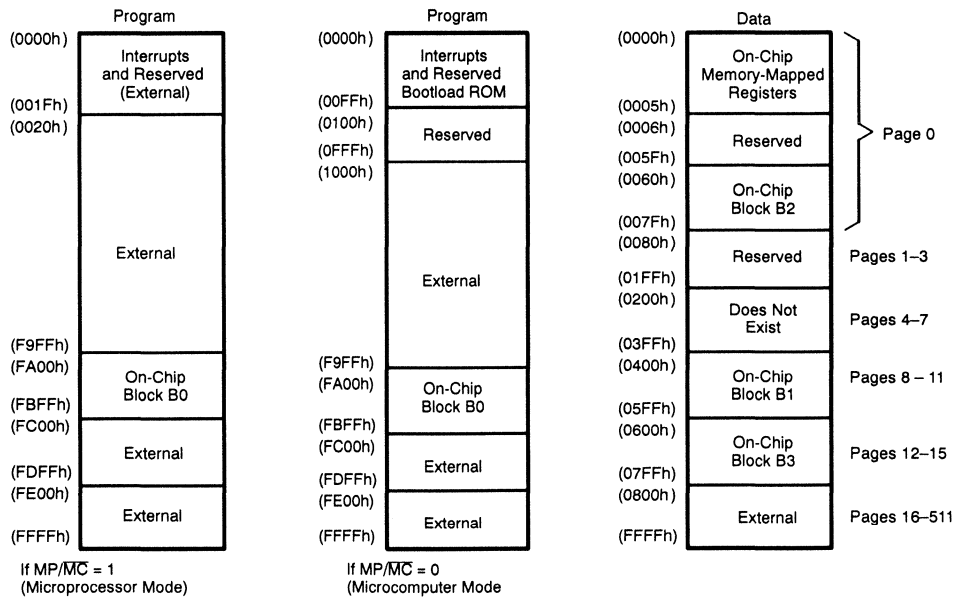 Program
(0000h)
Interrupts
and Reserved
(External)
(001Fh)
(0020h)
External
(F9FFh)
(FA00h)
On-Chip
Block B0
(FBFFh)
(FC00h)
External
(FDFFh)
(FE00h)
External
(FFFFh)
If MP/M̅C̅ = 1
(Microprocessor Mode)
Program
(0000h)
Interrupts
and Reserved
Bootload ROM
(00FFh)
(0100h)
Reserved
(0FFFh)
(1000h)
External
(F9FFh)
(FA00h)
On-Chip
Block B0
(FBFFh)
(FC00h)
External
(FDFFh)
(FE00h)
External
(FFFFh)
If MP/M̅C̅ = 0
(Microcomputer Mode
Data
(0000h)
On-Chip
Memory-Mapped
Registers
(0005h)
(0006h)
Reserved
Page 0
(005Fh)
(0060h)
On-Chip
Block B2
(007Fh)
(0080h)
Reserved
Pages 1–3
(01FFh)
(0200h)
Does Not
Exist
Pages 4–7
(03FFh)
(0400h)
On-Chip
Block B1
Pages 8 – 11
(05FFh)
(0600h)
On-Chip
Block B3
Pages 12–15
(07FFh)
(0800h)
External
Pages 16–511
(FFFFh)